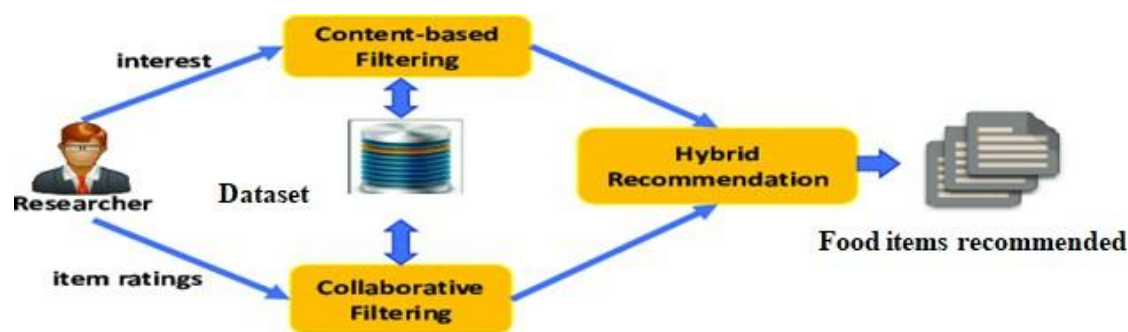 Content-based
Filtering
interest
Hybrid
Recommendation
Researcher
Dataset
Food items recommended
item ratings
Collaborative
Filtering